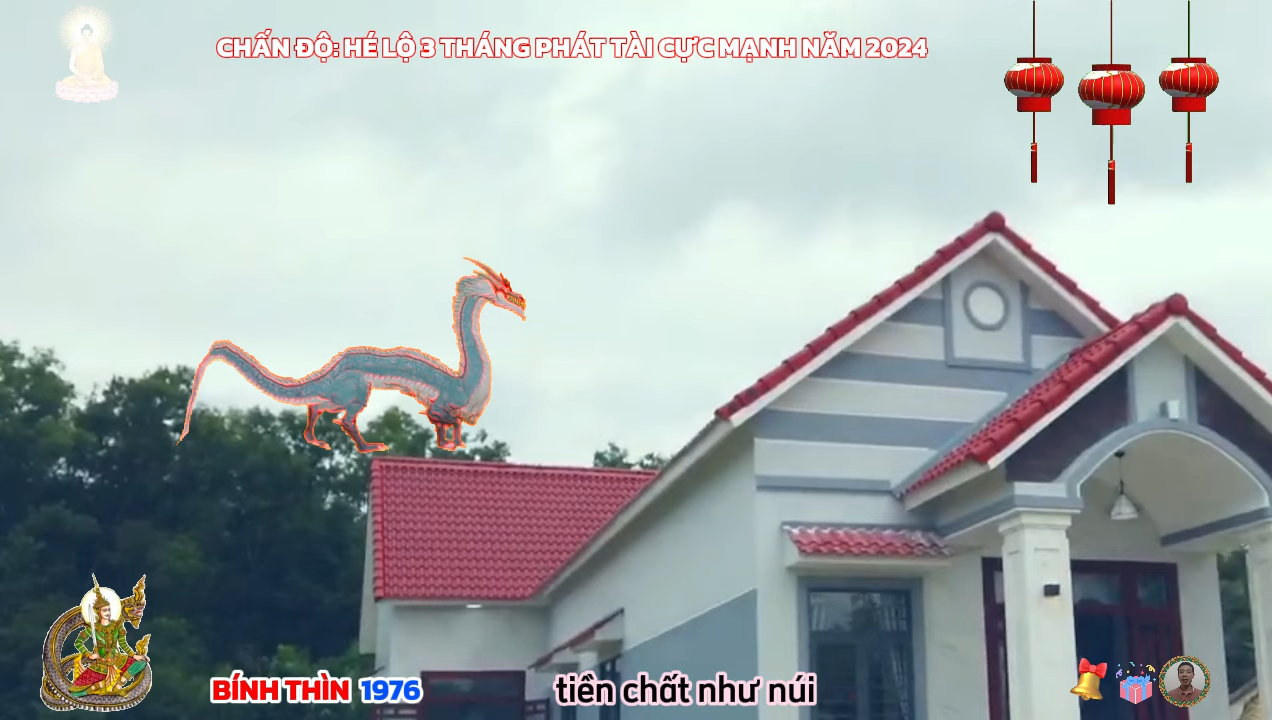 CHẤN ĐỘ: HÉ LỘ 3 THÁNG PHÁT TÀI CỰC MẠNH NĂM 2024
BÍNH THÌN 1976
tiền chất như núi